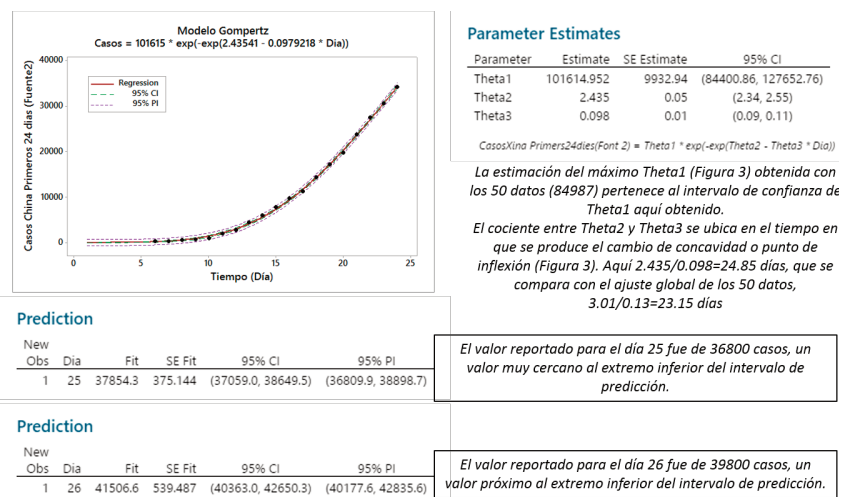 Modelo Gompertz
Casos = 101615 * exp(-exp(2.43541 - 0.0979218 * Dia))
Casos China Primeros 24 dias (Fuente2)
40000
30000
20000
10000
0
Regression
95% CI
95% PI
0 5 10 15 20 25
Tiempo (Día)
Parameter Estimates
Parameter Estimate SE Estimate 95% CI
Theta1 101614.952 9932.94 (84400.86, 127652.76)
Theta2 2.435 0.05 (2.34, 2.55)
Theta3 0.098 0.01 (0.09, 0.11)
CasosXina Primers24dies(Font 2) = Theta1 * exp(-exp(Theta2 - Theta3 * Dia))
La estimación del máximo Theta1 (Figura 3) obtenida con
los 50 datos (84987) pertenece al intervalo de confianza de
Theta1 aquí obtenido.
El cociente entre Theta2 y Theta3 se ubica en el tiempo en
que se produce el cambio de concavidad o punto de
inflexión (Figura 3). Aquí 2.435/0.098=24.85 días, que se
compara con el ajuste global de los 50 datos,
3.01/0.13=23.15 días
Prediction
New
Obs Dia Fit SE Fit 95% CI 95% PI
1 25 37854.3 375.144 (37059.0, 38649.5) (36809.9, 38898.7)
El valor reportado para el día 25 fue de 36800 casos, un
valor muy cercano al extremo inferior del intervalo de
predicción.
Prediction
New
Obs Dia Fit SE Fit 95% CI 95% PI
1 26 41506.6 539.487 (40363.0, 42650.3) (40177.6, 42835.6)
El valor reportado para el día 26 fue de 39800 casos, un
valor próximo al extremo inferior del intervalo de predicción.